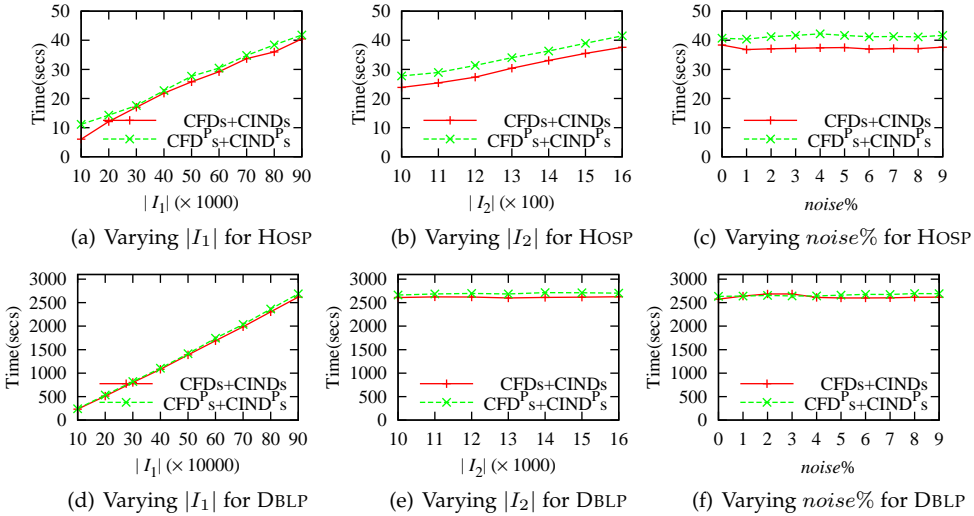 50
40
30
20
10
0
Time(secs)
CFDs+CINDs
CFD^Ps+CIND^Ps
10 20 30 40 50 60 70 80 90
| I₁| (× 1000)
(a) Varying |I₁| for HOSP
50
40
30
20
10
0
Time(secs)
CFDs+CINDs
CFD^Ps+CIND^Ps
10 11 12 13 14 15 16
| I₂| (× 100)
(b) Varying |I₂| for HOSP
50
40
30
20
10
0
Time(secs)
CFDs+CINDs
CFD^Ps+CIND^Ps
0 1 2 3 4 5 6 7 8 9
noise%
(c) Varying noise% for HOSP
3000
2500
2000
1500
1000
500
0
Time(secs)
CFDs+CINDs
CFD^Ps+CIND^Ps
10 20 30 40 50 60 70 80 90
| I₁| (× 10000)
(d) Varying |I₁| for DBLP
3000
2500
2000
1500
1000
500
0
Time(secs)
CFDs+CINDs
CFD^Ps+CIND^Ps
10 11 12 13 14 15 16
| I₂| (× 1000)
(e) Varying |I₂| for DBLP
3000
2500
2000
1500
1000
500
0
Time(secs)
CFDs+CINDs
CFD^Ps+CIND^Ps
0 1 2 3 4 5 6 7 8 9
noise%
(f) Varying noise% for DBLP